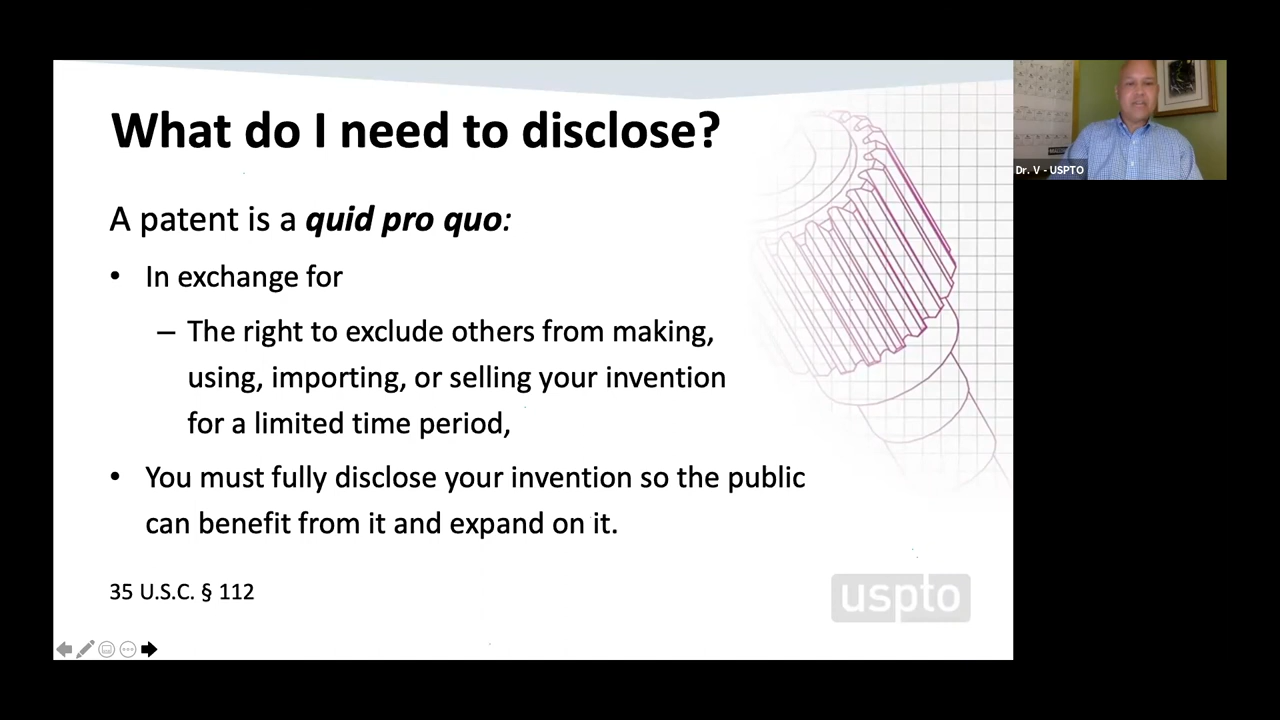 What do I need to disclose?
A patent is a quid pro quo:
• In exchange for
– The right to exclude others from making,
using, importing, or selling your invention
for a limited time period,
• You must fully disclose your invention so the public
can benefit from it and expand on it.
35 U.S.C. § 112
uspto
Dr. V - USPTO